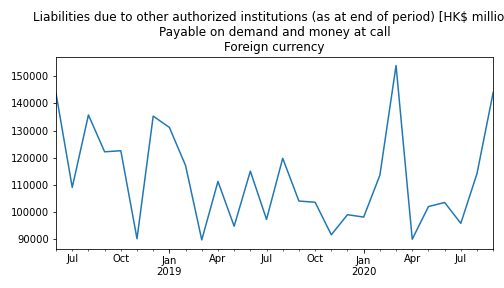 Liabilities due to other authorized institutions (as at end of period) [HK$
Payable on demand and money at call
Foreign currency
150000
140000
130000
120000
110000
100000
90000
Jul Oct Jan Apr Jul Oct Jan Apr Jul
2019 2020